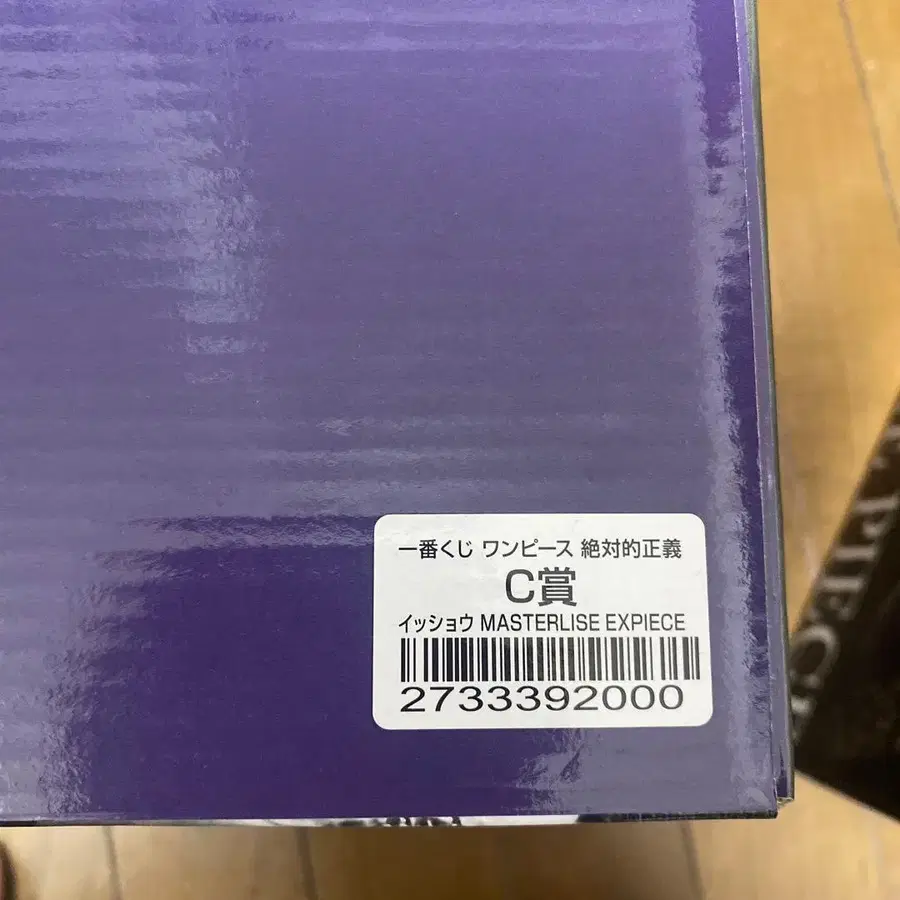 一番くじ ワンピース 絶対的正義
C賞
イッショウ MASTERLISE EXPIECE
2733392000
PIEC